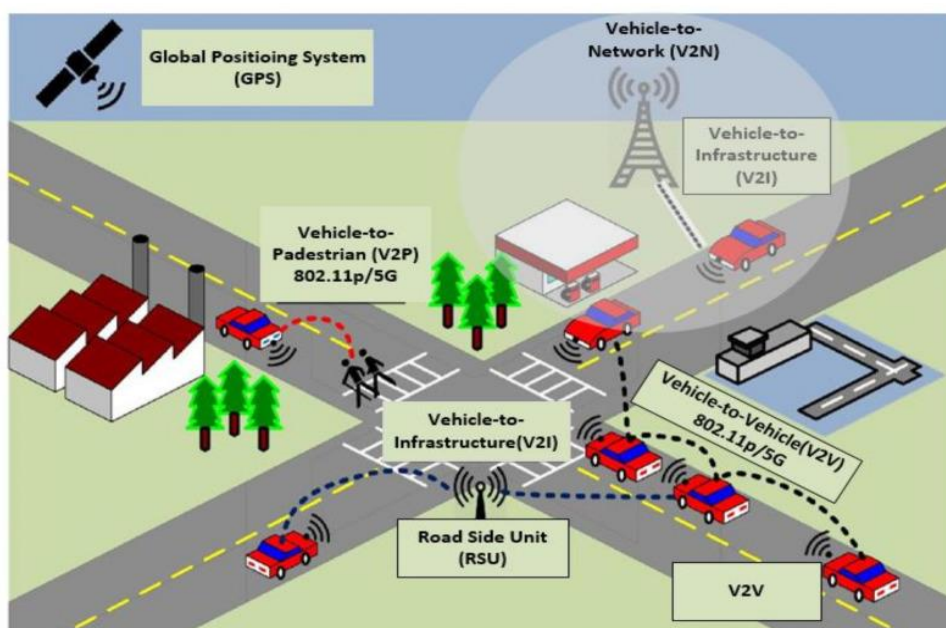 Global Positioing System
(GPS)
Vehicle-to-
Network (V2N)
Vehicle-to-
Infrastructure
(V2I)
Vehicle-to-
Padestrian (V2P)
802.11p/5G
Vehicle-to-Vehicle(V2V)
802.11p/5G
Vehicle-to-
Infrastructure(V2I)
Road Side Unit
(RSU)
V2V